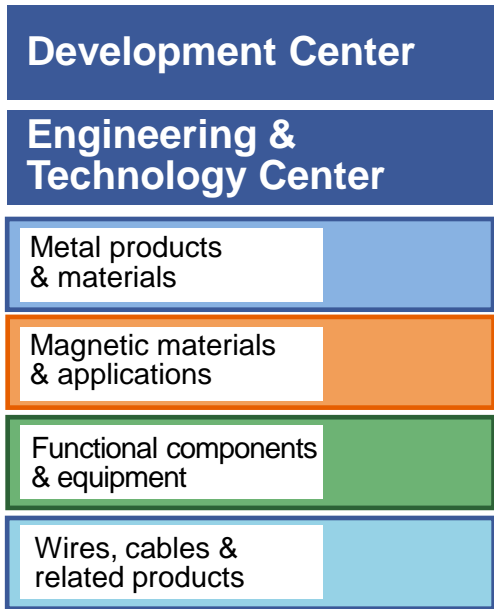 Development Center
Engineering &
Technology Center
Metal products
& materials
Magnetic materials
& applications
Functional components
& equipment
Wires, cables &
related products